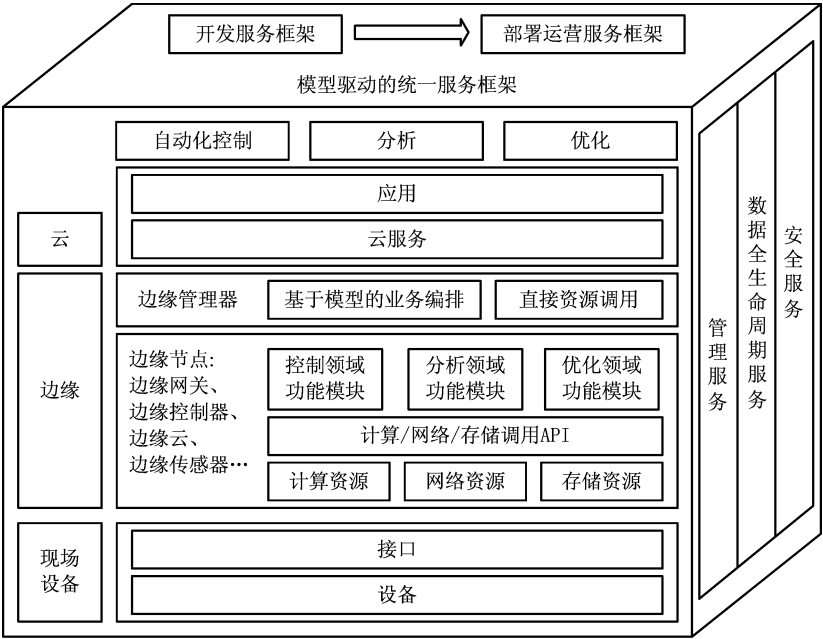 开发服务框架
部署运营服务框架
模型驱动的统一服务框架
自动化控制
分析
优化
应用
云
云服务
边缘管理器
基于模型的业务编排
直接资源调用
边缘
边缘节点:
边缘网关、
边缘控制器、
边缘云、
边缘传感器…
控制领域
功能模块
分析领域
功能模块
优化领域
功能模块
计算/网络/存储调用API
计算资源
网络资源
存储资源
现场
设备
接口
设备
管理服务
数据全生命周期服务
安全服务